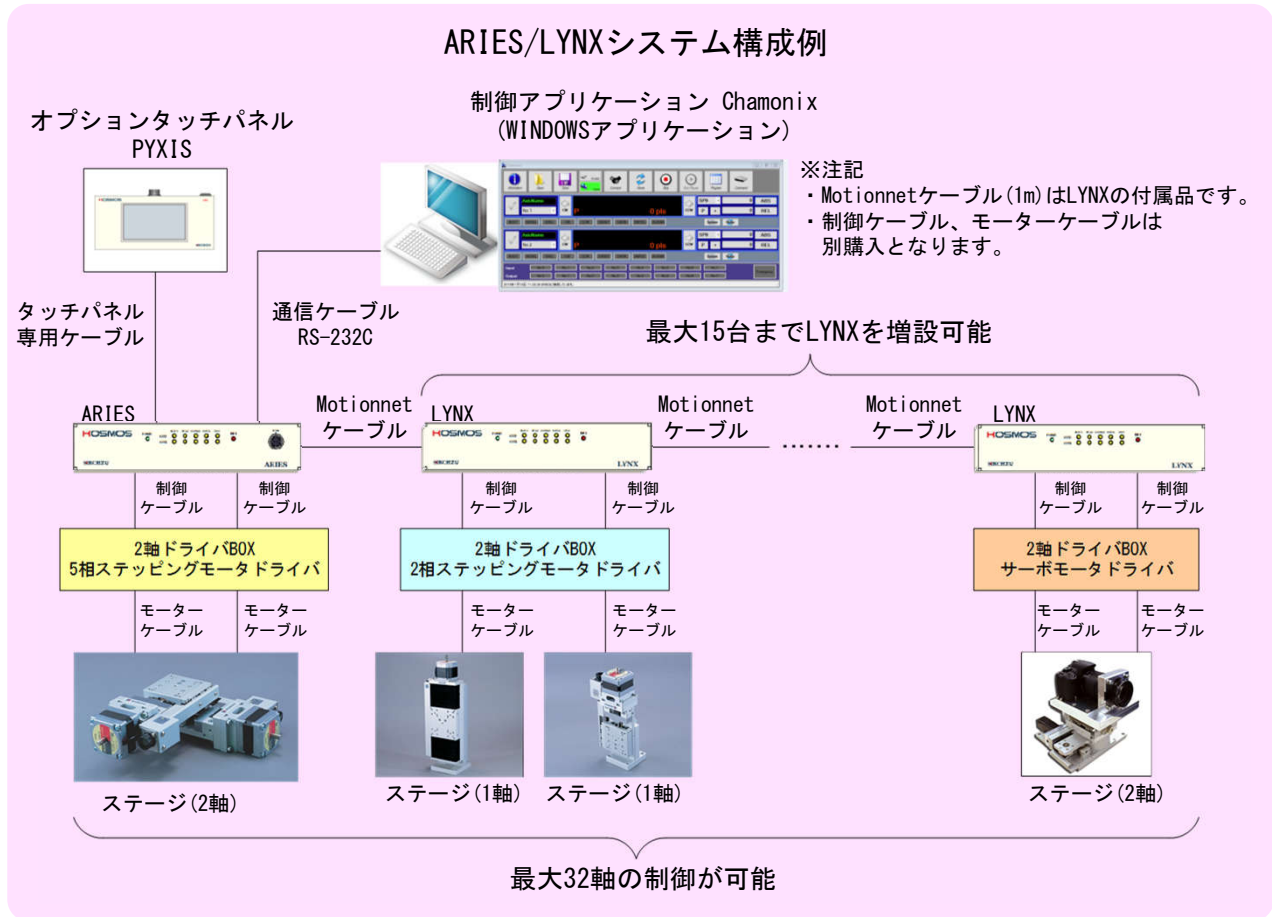 ARIES/LYNXシステム構成例
制御アプリケーション Chamonix
(WINDOWSアプリケーション)
オプションタッチパネル
PYXIS
※注記
・Motionnetケーブル(1m)はLYNXの付属品です。
・制御ケーブル、モーターケーブルは
別購入となります。
タッチパネル
専用ケーブル
通信ケーブル
RS-232C
最大15台までLYNXを増設可能
ARIES
Motionnet
ケーブル
LYNX
Motionnet
ケーブル
・・・・・・・
Motionnet
ケーブル
LYNX
HOSMOS
ARIES
HOSMOS
LYNX
HOSMOS
LYNX
制御
ケーブル
制御
ケーブル
制御
ケーブル
制御
ケーブル
制御
ケーブル
制御
ケーブル
2軸ドライバBOX
5相ステッピングモータドライバ
2軸ドライバBOX
2相ステッピングモータドライバ
2軸ドライバBOX
サーボモータドライバ
モーター
ケーブル
モーター
ケーブル
モーター
ケーブル
モーター
ケーブル
モーター
ケーブル
モーター
ケーブル
ステージ(2軸)
ステージ(1軸)
ステージ(1軸)
ステージ(2軸)
最大32軸の制御が可能